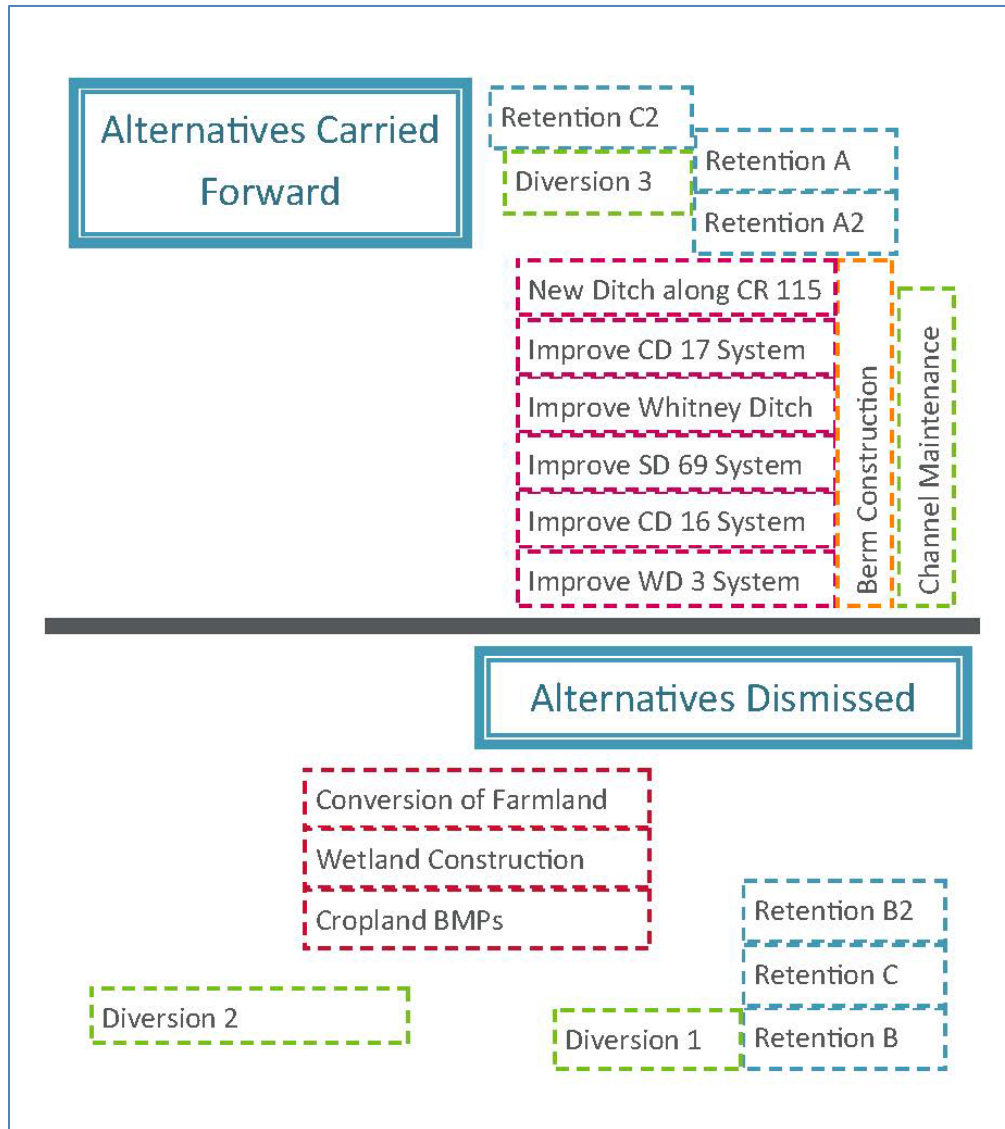 Alternatives Carried
Forward
Retention C2
Diversion 3
Retention A
Retention A2
New Ditch along CR 115
Improve CD 17 System
Improve Whitney Ditch
Improve SD 69 System
Improve CD 16 System
Improve WD 3 System
Berm Construction
Channel Maintenance
Alternatives Dismissed
Conversion of Farmland
Wetland Construction
Cropland BMPs
Retention B2
Retention C
Diversion 2
Diversion 1
Retention B